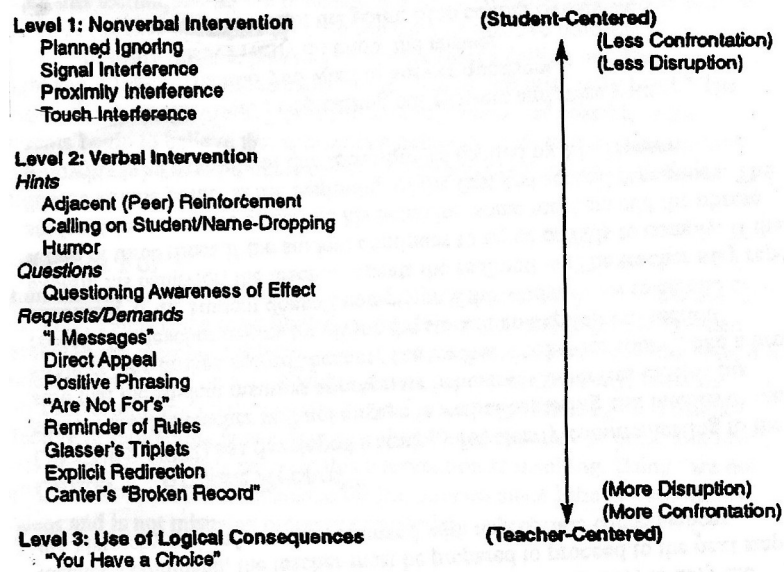 Level 1: Nonverbal Intervention
Planned Ignoring
Signal Interference
Proximity Interference
Touch Interference
Level 2: Verbal Intervention
Hints
Adjacent (Peer) Reinforcement
Calling on Student/Name-Dropping
Humor
Questions
Questioning Awareness of Effect
Requests/Demands
"I Messages"
Direct Appeal
Positive Phrasing
"Are Not For's"
Reminder of Rules
Glasser's Triplets
Explicit Redirection
Canter's "Broken Record"
Level 3: Use of Logical Consequences
"You Have a Choice"
(Student-Centered)
(Less Confrontation)
(Less Disruption)
(More Disruption)
(More Confrontation)
(Teacher-Centered)